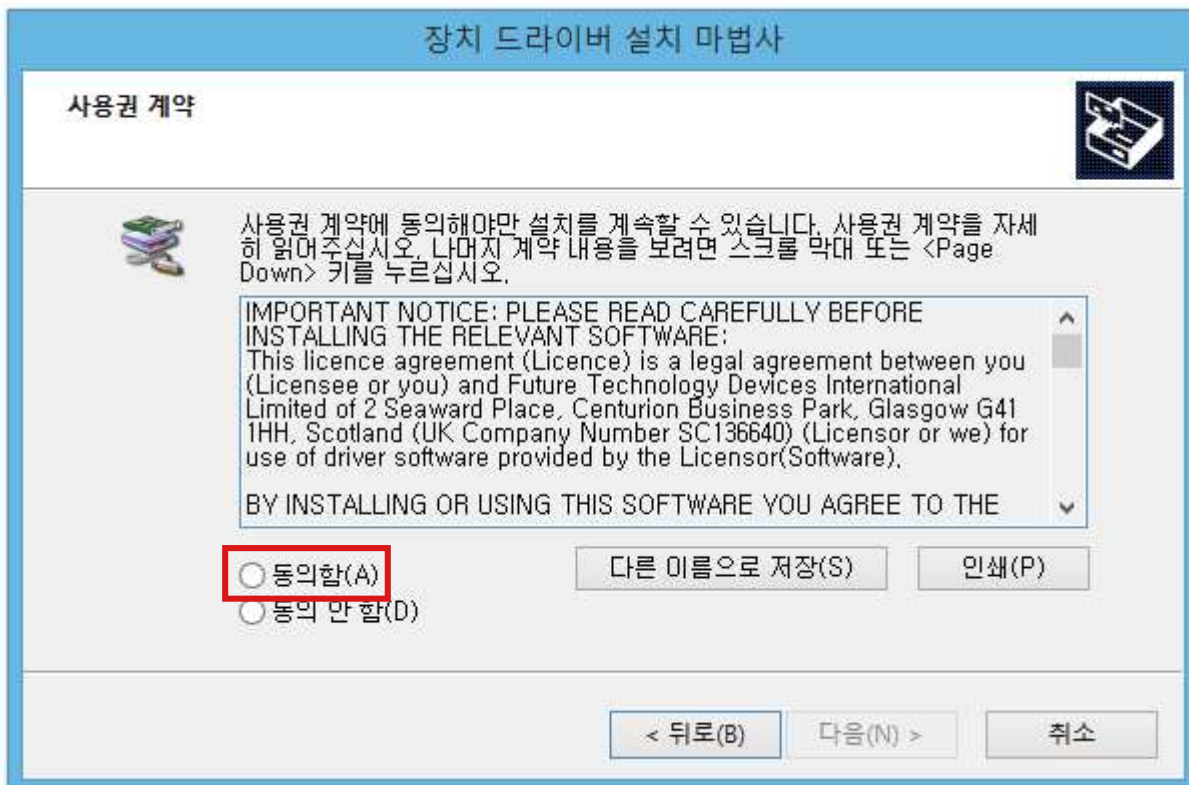 장치 드라이버 설치 마법사
사용권 계약
사용권 계약에 동의해야만 설치를 계속할 수 있습니다. 사용권 계약을 자세
히 읽어주십시오. 나머지 계약 내용을 보려면 스크롤 막대 또는 <Page
Down> 키를 누르십시오.
IMPORTANT NOTICE: PLEASE READ CAREFULLY BEFORE
INSTALLING THE RELEVANT SOFTWARE:
This licence agreement (Licence) is a legal agreement between you
(Licensee or you) and Future Technology Devices International
Limited of 2 Seaward Place, Centurion Business Park, Glasgow G41
1HH, Scotland (UK Company Number SC136640) (Licensor or we) for
use of driver software provided by the Licensor(Software).
BY INSTALLING OR USING THIS SOFTWARE YOU AGREE TO THE
동의함(A)
다른 이름으로 저장(S)
인쇄(P)
동의 안 함(D)
< 뒤로(B)
다음(N) >
취소